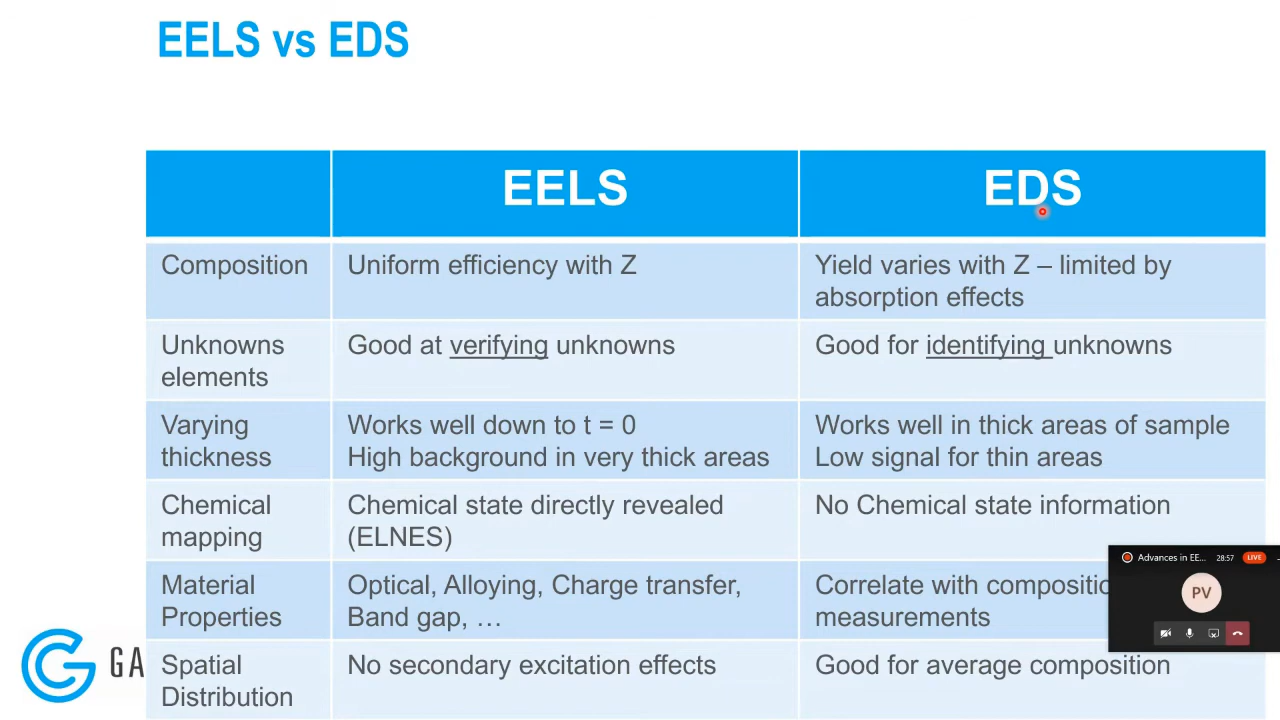 EELS vs EDS
EELS
EDS
Composition
Uniform efficiency with Z
Yield varies with Z – limited by
absorption effects
Unknowns
elements
Good at verifying unknowns
Good for identifying unknowns
Varying
thickness
Works well down to t = 0
High background in very thick areas
Works well in thick areas of sample
Low signal for thin areas
Chemical
mapping
Chemical state directly revealed
(ELNES)
No Chemical state information
Material
Properties
Optical, Alloying, Charge transfer,
Band gap, …
Correlate with
measurements
Spatial
Distribution
No secondary excitation effects
Good for average composition
Advances in EE...
28:57
LIVE
PV
GA